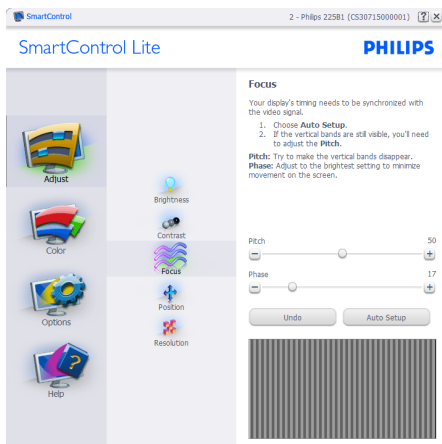 SmartControl
2 - Philips 225B1 (CS30715000001)
SmartControl Lite
PHILIPS
Adjust
Color
Options
Help
Brightness
Contrast
Focus
Position
Resolution
Focus
Your display's timing needs to be synchronized with
the video signal.
1. Choose Auto Setup.
2. If the vertical bands are still visible, you'll need
to adjust the Pitch.
Pitch: Try to make the vertical bands disappear.
Phase: Adjust to the brightest setting to minimize
movement on the screen.
Pitch 50
Phase 17
Undo Auto Setup